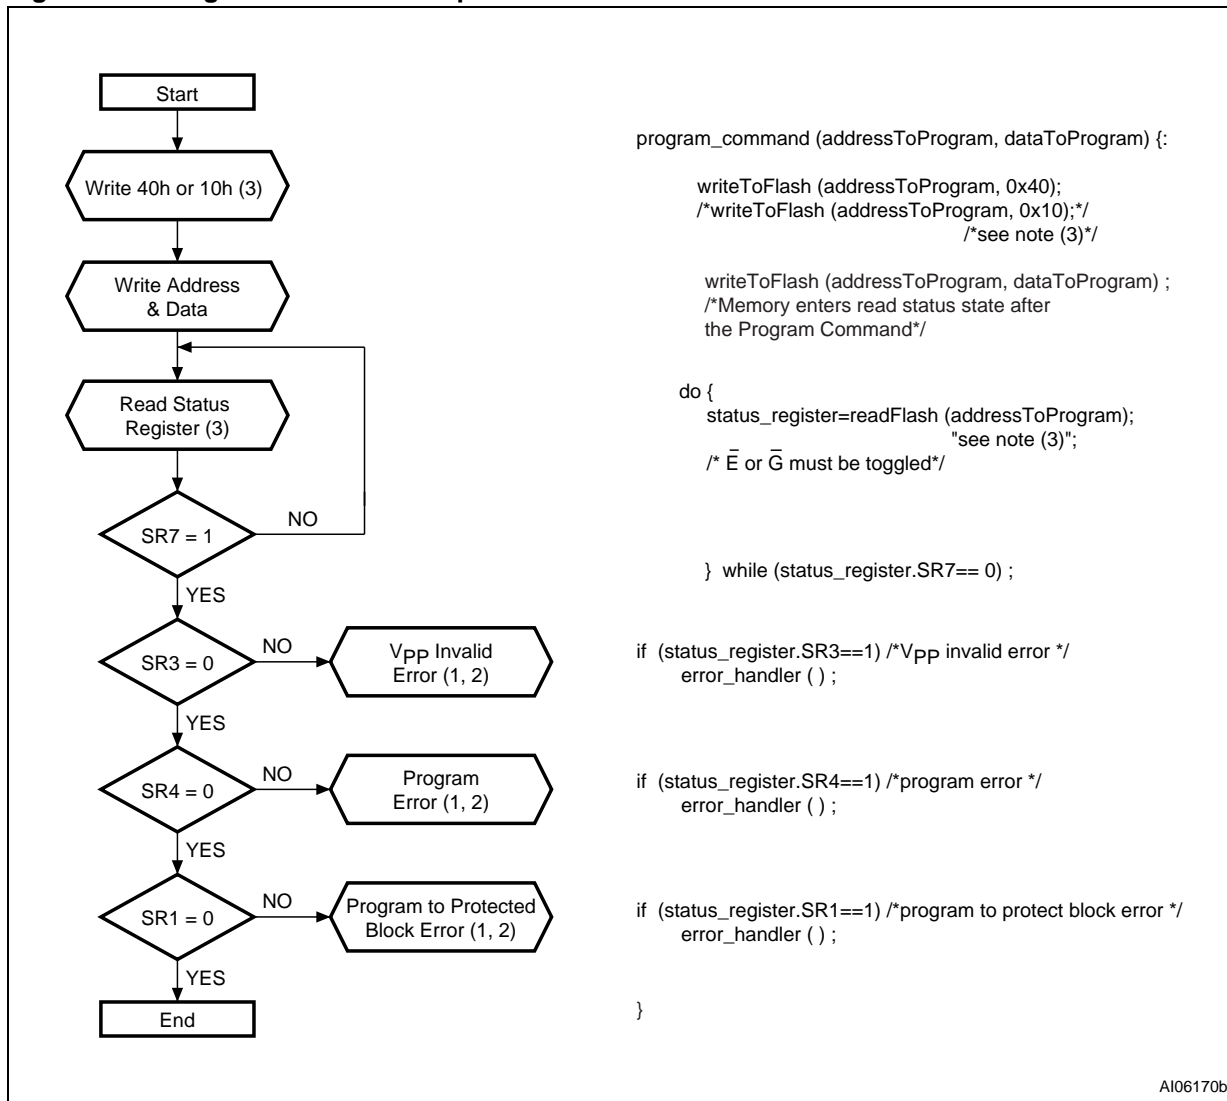 Start
Write 40h or 10h (3)
Write Address
& Data
Read Status
Register (3)
SR7 = 1
NO
YES
SR3 = 0
NO
VPP Invalid
Error (1, 2)
YES
SR4 = 0
NO
Program
Error (1, 2)
YES
SR1 = 0
NO
Program to Protected
Block Error (1, 2)
YES
End
program_command (addressToProgram, dataToProgram) {:
writeToFlash (addressToProgram, 0x40);
/*writeToFlash (addressToProgram, 0x10);*/
/*see note (3)*/
writeToFlash (addressToProgram, dataToProgram) ;
/*Memory enters read status state after
the Program Command*/
do {
status_register=readFlash (addressToProgram);
"see note (3)";
/* E̅ or G̅ must be toggled*/
} while (status_register.SR7== 0) ;
if (status_register.SR3==1) /*VPP invalid error */
error_handler ( ) ;
if (status_register.SR4==1) /*program error */
error_handler ( ) ;
if (status_register.SR1==1) /*program to protect block error */
error_handler ( ) ;
}
AI06170b